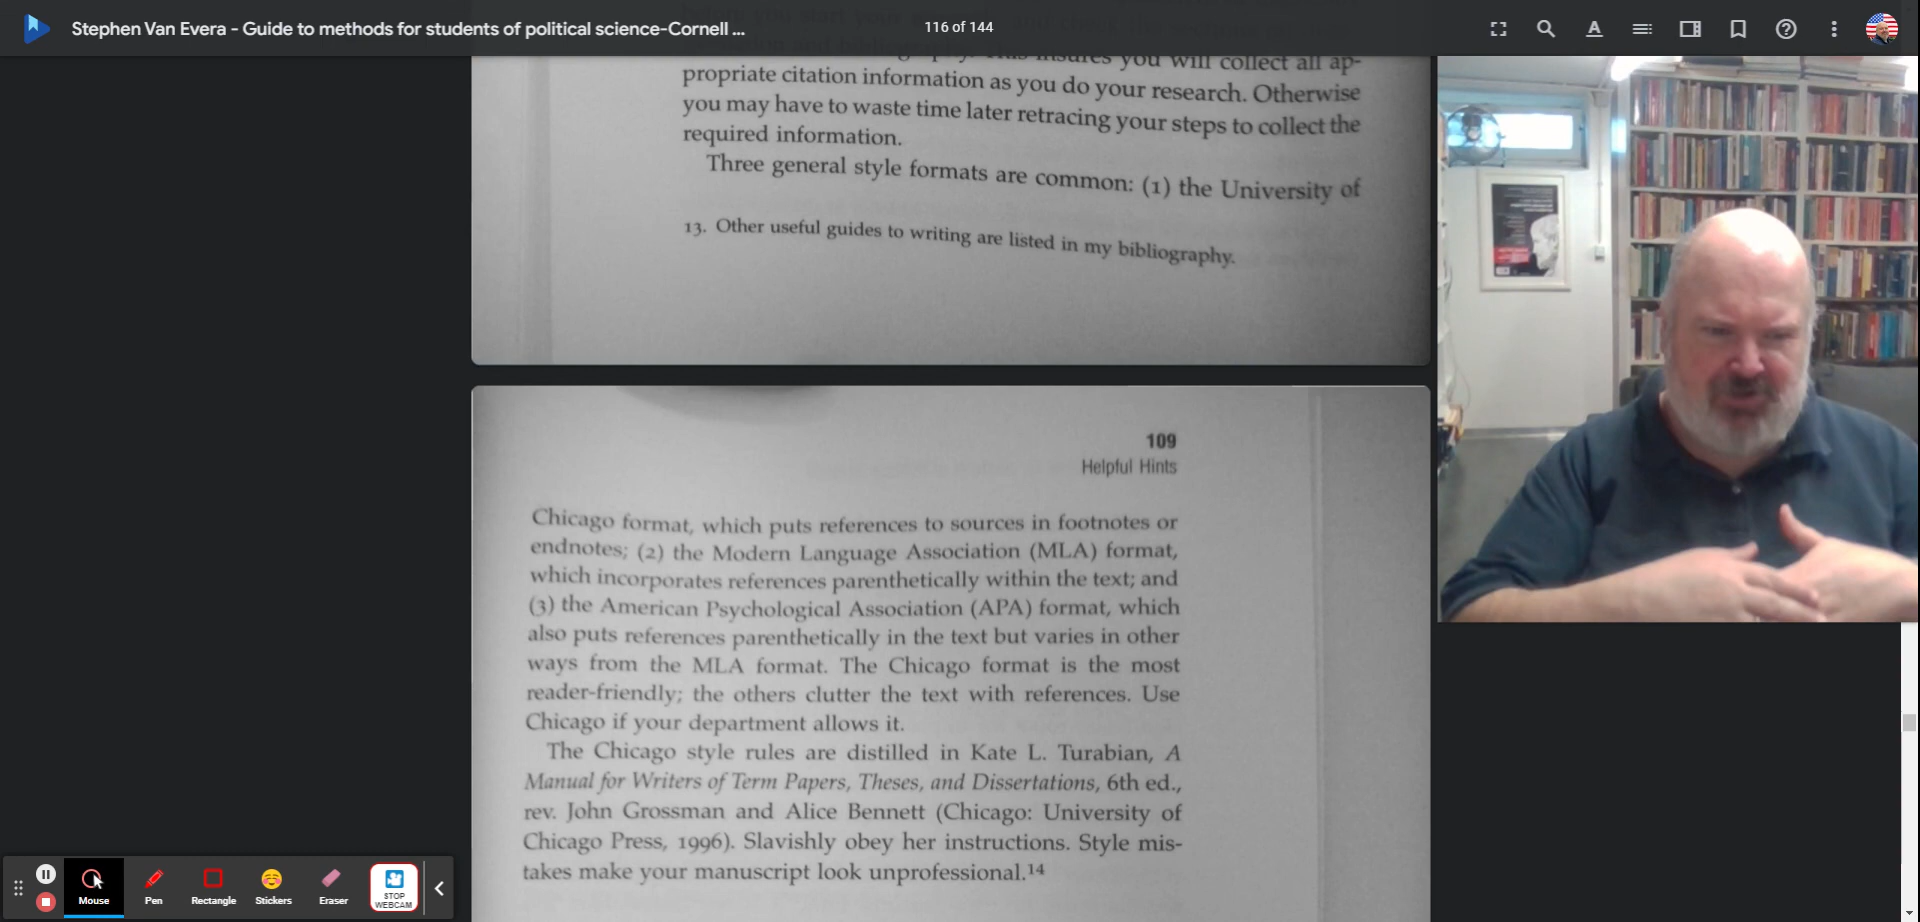 Stephen Van Evera - Guide to methods for students of political science-Cornell ...
116 of 144
you will collect all ap-
propriate citation information as you do your research. Otherwise
you may have to waste time later retracing your steps to collect the
required information.
Three general style formats are common: (1) the University of
13. Other useful guides to writing are listed in my bibliography.
109
Helpful Hints
Chicago format, which puts references to sources in footnotes or
endnotes; (2) the Modern Language Association (MLA) format,
which incorporates references parenthetically within the text; and
(3) the American Psychological Association (APA) format, which
also puts references parenthetically in the text but varies in other
ways from the MLA format. The Chicago format is the most
reader-friendly; the others clutter the text with references. Use
Chicago if your department allows it.
The Chicago style rules are distilled in Kate L. Turabian, A
Manual for Writers of Term Papers, Theses, and Dissertations, 6th ed.,
rev. John Grossman and Alice Bennett (Chicago: University of
Chicago Press, 1996). Slavishly obey her instructions. Style mis-
takes make your manuscript look unprofessional.14
Mouse
Pen
Rectangle
Stickers
Eraser
STOP
WEBCAM